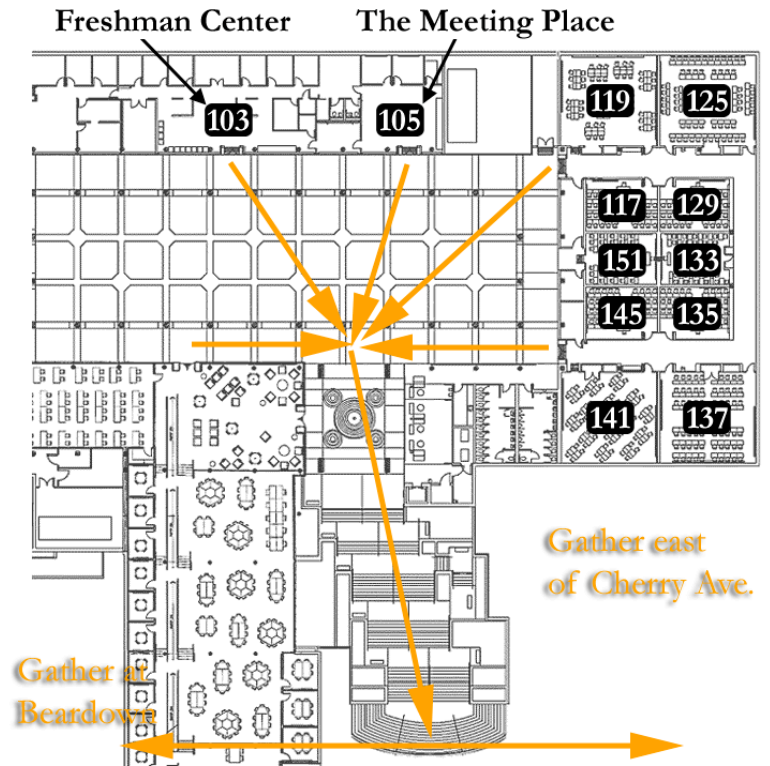 Freshman Center
The Meeting Place
103
105
119
125
117
129
151
133
145
135
141
137
Gather east
of Cherry Ave.
Gather at
Beardown